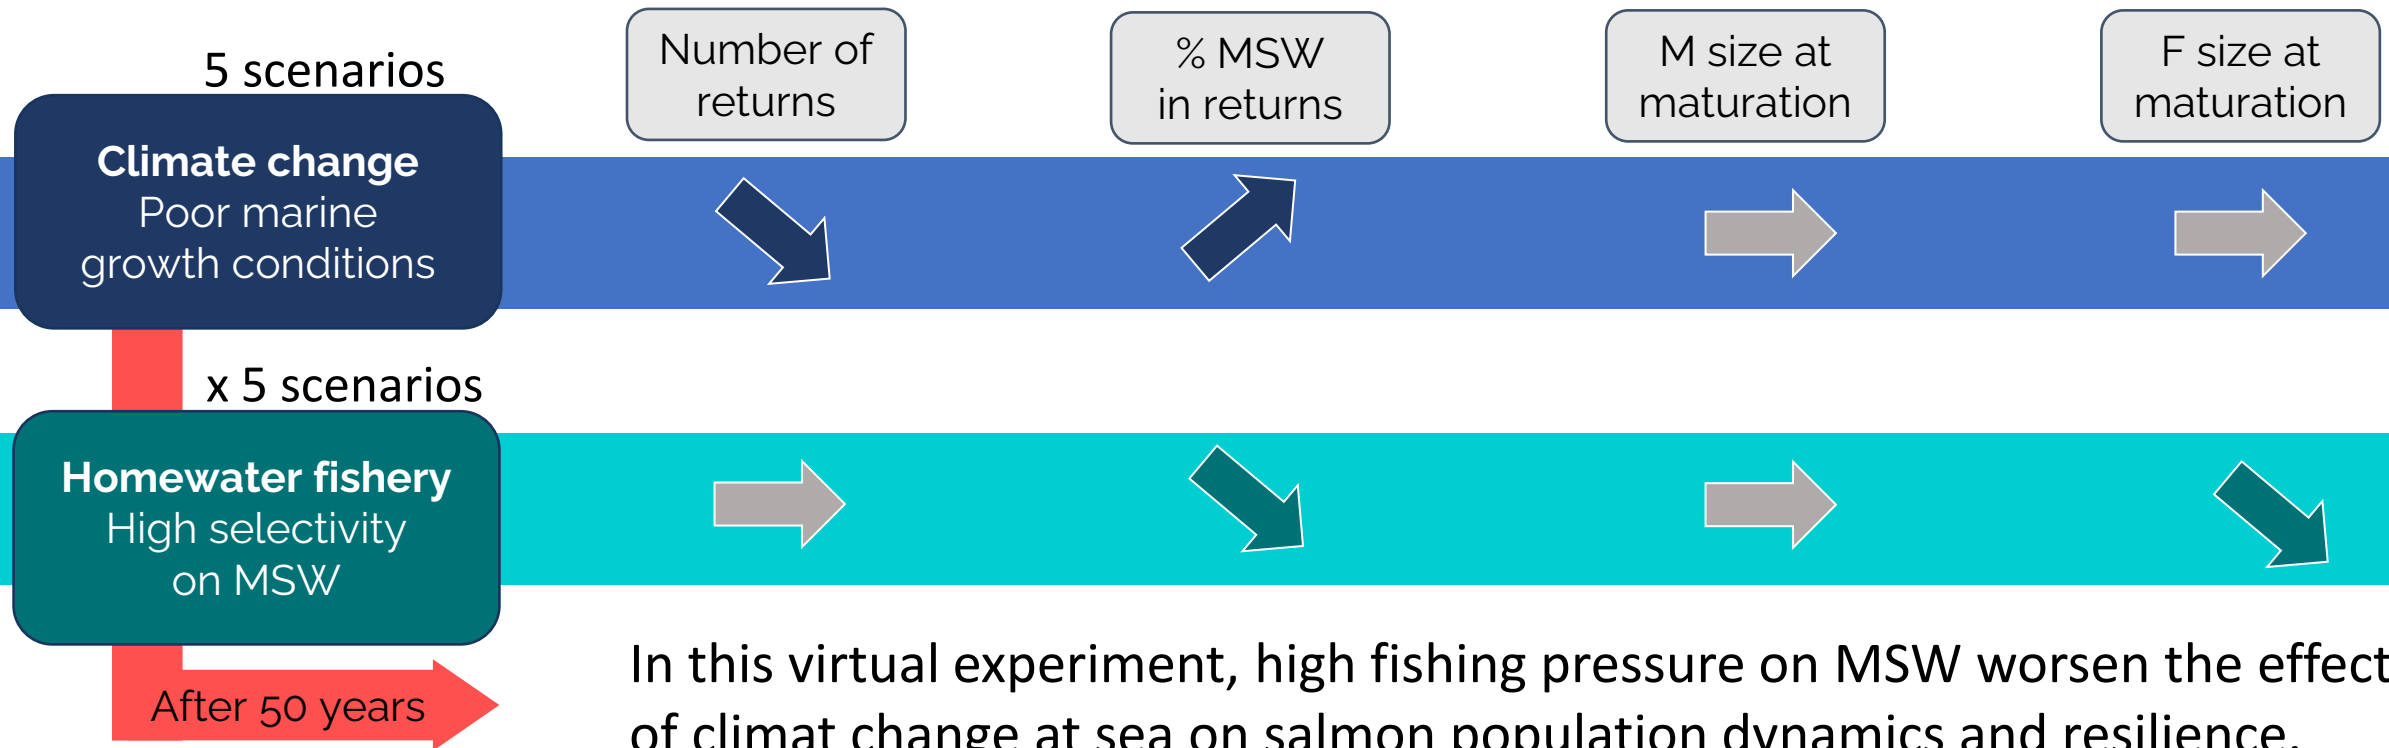 5 scenarios
Number of
returns
% MSW
in returns
M size at
maturation
F size at
maturation
Climate change
Poor marine
growth conditions
x 5 scenarios
Homewater fishery
High selectivity
on MSW
After 50 years
In this virtual experiment, high fishing pressure on MSW worsen the effect
of climat change at sea on salmon population dynamics and resilience.